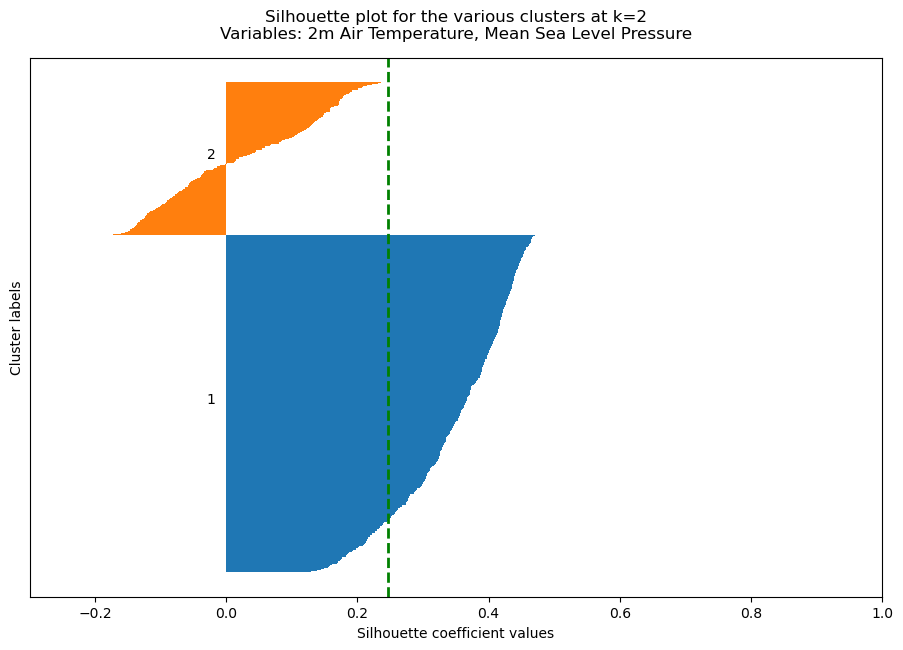 Silhouette plot for the various clusters at k=2
Variables: 2m Air Temperature, Mean Sea Level Pressure
2
1
Cluster labels
−0.2
0.0
0.2
0.4
0.6
0.8
1.0
Silhouette coefficient values